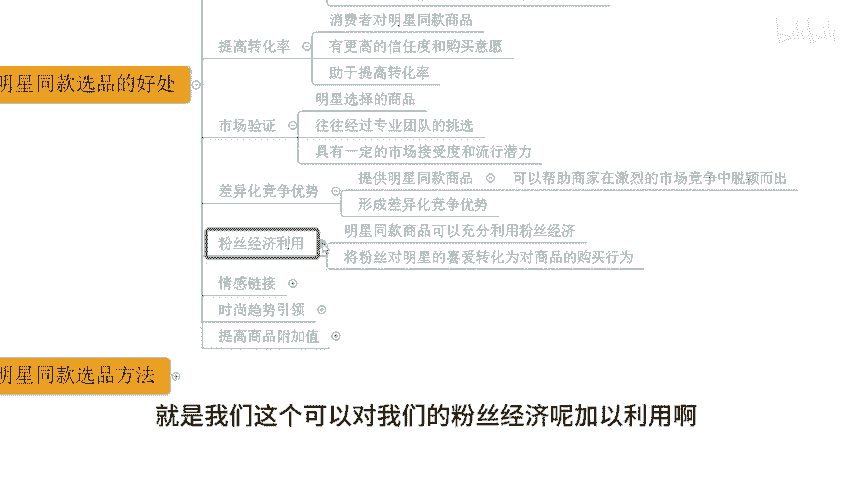 消费者对明星同款商品
提高转化率
有更高的信任度和购买意愿
助于提高转化率
明星同款选品的好处
明星选择的商品
市场验证
往往经过专业团队的挑选
具有一定的市场接受度和流行潜力
提供明星同款商品
可以帮助商家在激烈的市场竞争中脱颖而出
差异化竞争优势
形成差异化竞争优势
明星同款商品可以充分利用粉丝经济
粉丝经济利用
将粉丝对明星的喜爱转化为对商品的购买行为
情感链接
时尚趋势引领
提高商品附加值
明星同款选品方法
就是我们这个可以对我们的粉丝经济呢加以利用啊
bilibili